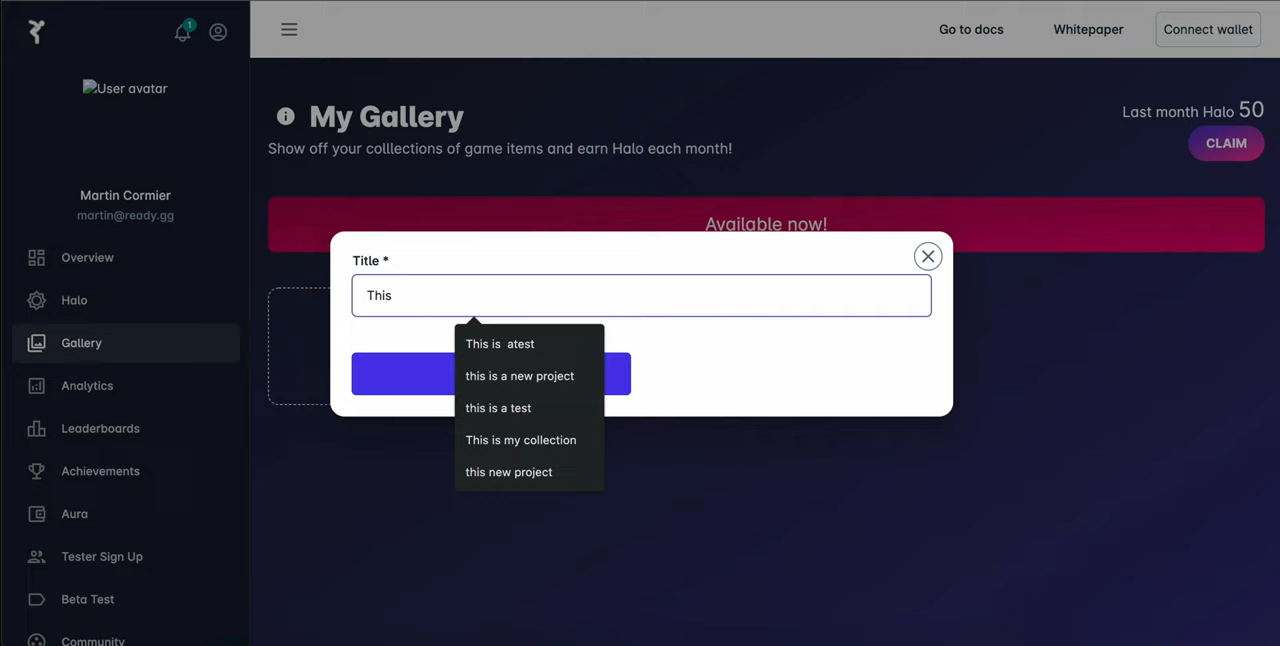 1
Go to docs
Whitepaper
Connect wallet
User avatar
Martin Cormier
martin@ready.gg
Overview
Halo
Gallery
Analytics
Leaderboards
Achievements
Aura
Tester Sign Up
Beta Test
Community
My Gallery
Show off your colllections of game items and earn Halo each month!
Last month Halo 50
CLAIM
Available now!
Title *
This
This is  atest
this is a new project
this is a test
This is my collection
this new project